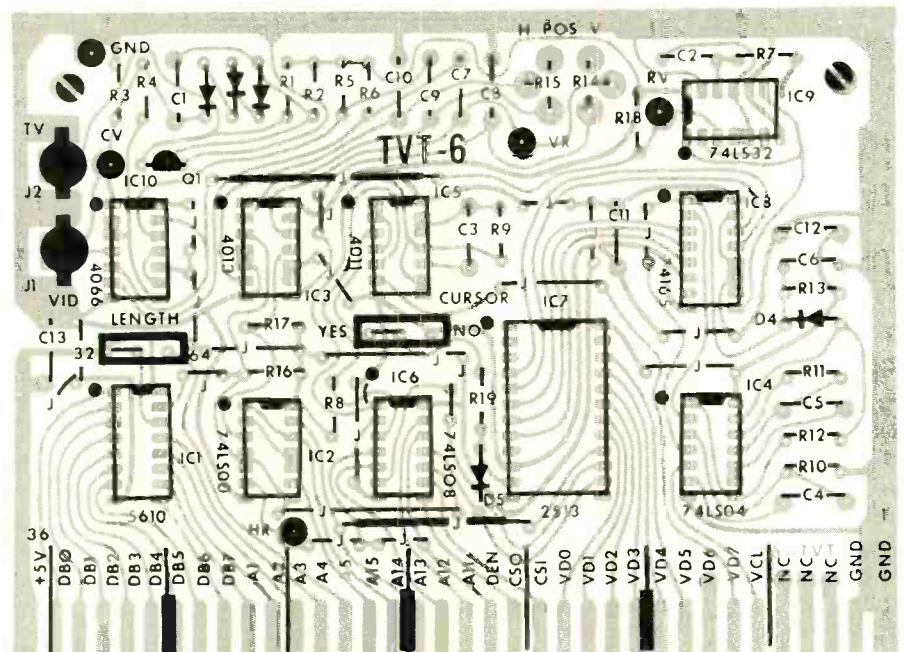 GND
H POS V
C2
R7
R3
R4
C1
R1
R2
R5
R6
C10
C9
C7
C8
R15
R14
RV
R18
IC9
TV
CV
TVT-6
VR
74LS32
J2
IC10
Q1
J
IC5
IC8
J1
4066
4013
4011
J
C3
R9
J
C11
J
74165
C12
C6
R13
VID
IC3
CURSOR
J
IC7
D4
C13
LENGTH
R17
YES
NO
32
64
J
J
J
J
R16
J
IC6
J
IC4
R11
J
R8
R19
C5
R12
IC1
74LS00
IC2
74LS08
R10
D5
C4
5610
J
J
2513
74LS04
HR
J
J
36
+5V
DB0
DB1
DB2
DB3
DB4
DB5
DB6
DB7
A1
A2
A3
A4
A5
A15
A14
A13
A12
A11
DEN
CSO
CSI
VD0
VD1
VD2
VD3
VD4
VD5
VD6
VD7
VCL
NC
NC
NC
GND
GND
TVT